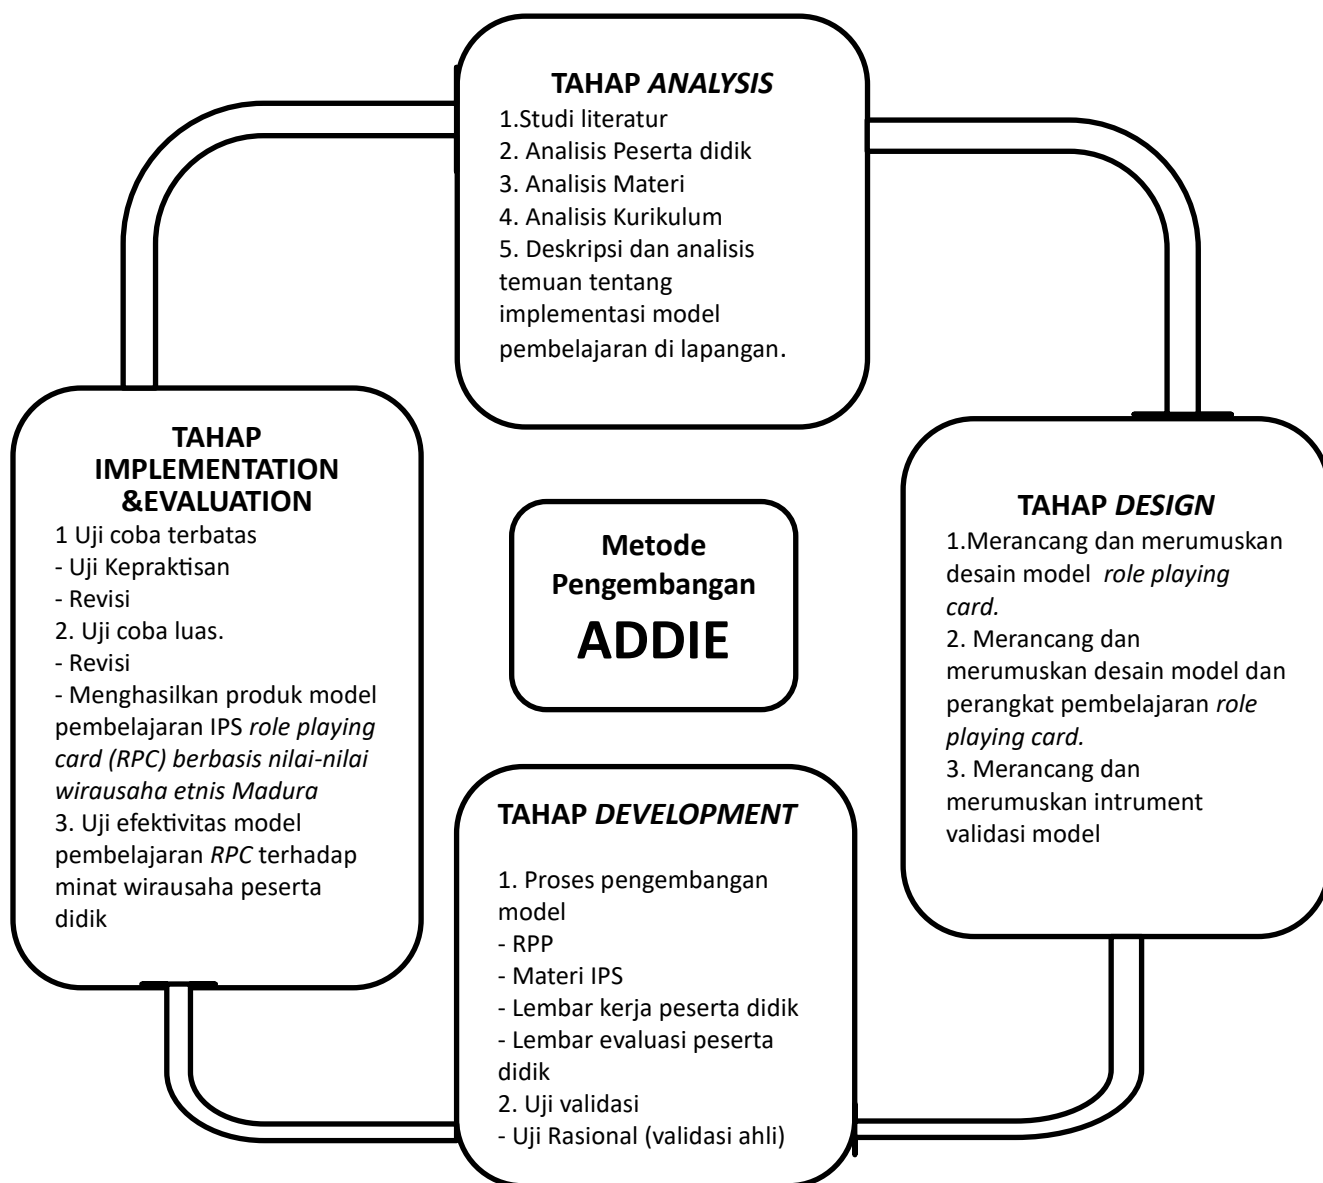 TAHAP ANALYSIS
1.Studi literatur
2. Analisis Peserta didik
3. Analisis Materi
4. Analisis Kurikulum
5. Deskripsi dan analisis
temuan tentang
implementasi model
pembelajaran di lapangan.
TAHAP
IMPLEMENTATION
&EVALUATION
1 Uji coba terbatas
- Uji Kepraktisan
- Revisi
2. Uji coba luas.
- Revisi
- Menghasilkan produk model
pembelajaran IPS role playing
card (RPC) berbasis nilai-nilai
wirausaha etnis Madura
3. Uji efektivitas model
pembelajaran RPC terhadap
minat wirausaha peserta
didik
Metode
Pengembangan
ADDIE
TAHAP DESIGN
1.Merancang dan merumuskan
desain model role playing
card.
2. Merancang dan
merumuskan desain model dan
perangkat pembelajaran role
playing card.
3. Merancang dan
merumuskan intrument
validasi model
TAHAP DEVELOPMENT
1. Proses pengembangan
model
- RPP
- Materi IPS
- Lembar kerja peserta didik
- Lembar evaluasi peserta
didik
2. Uji validasi
- Uji Rasional (validasi ahli)